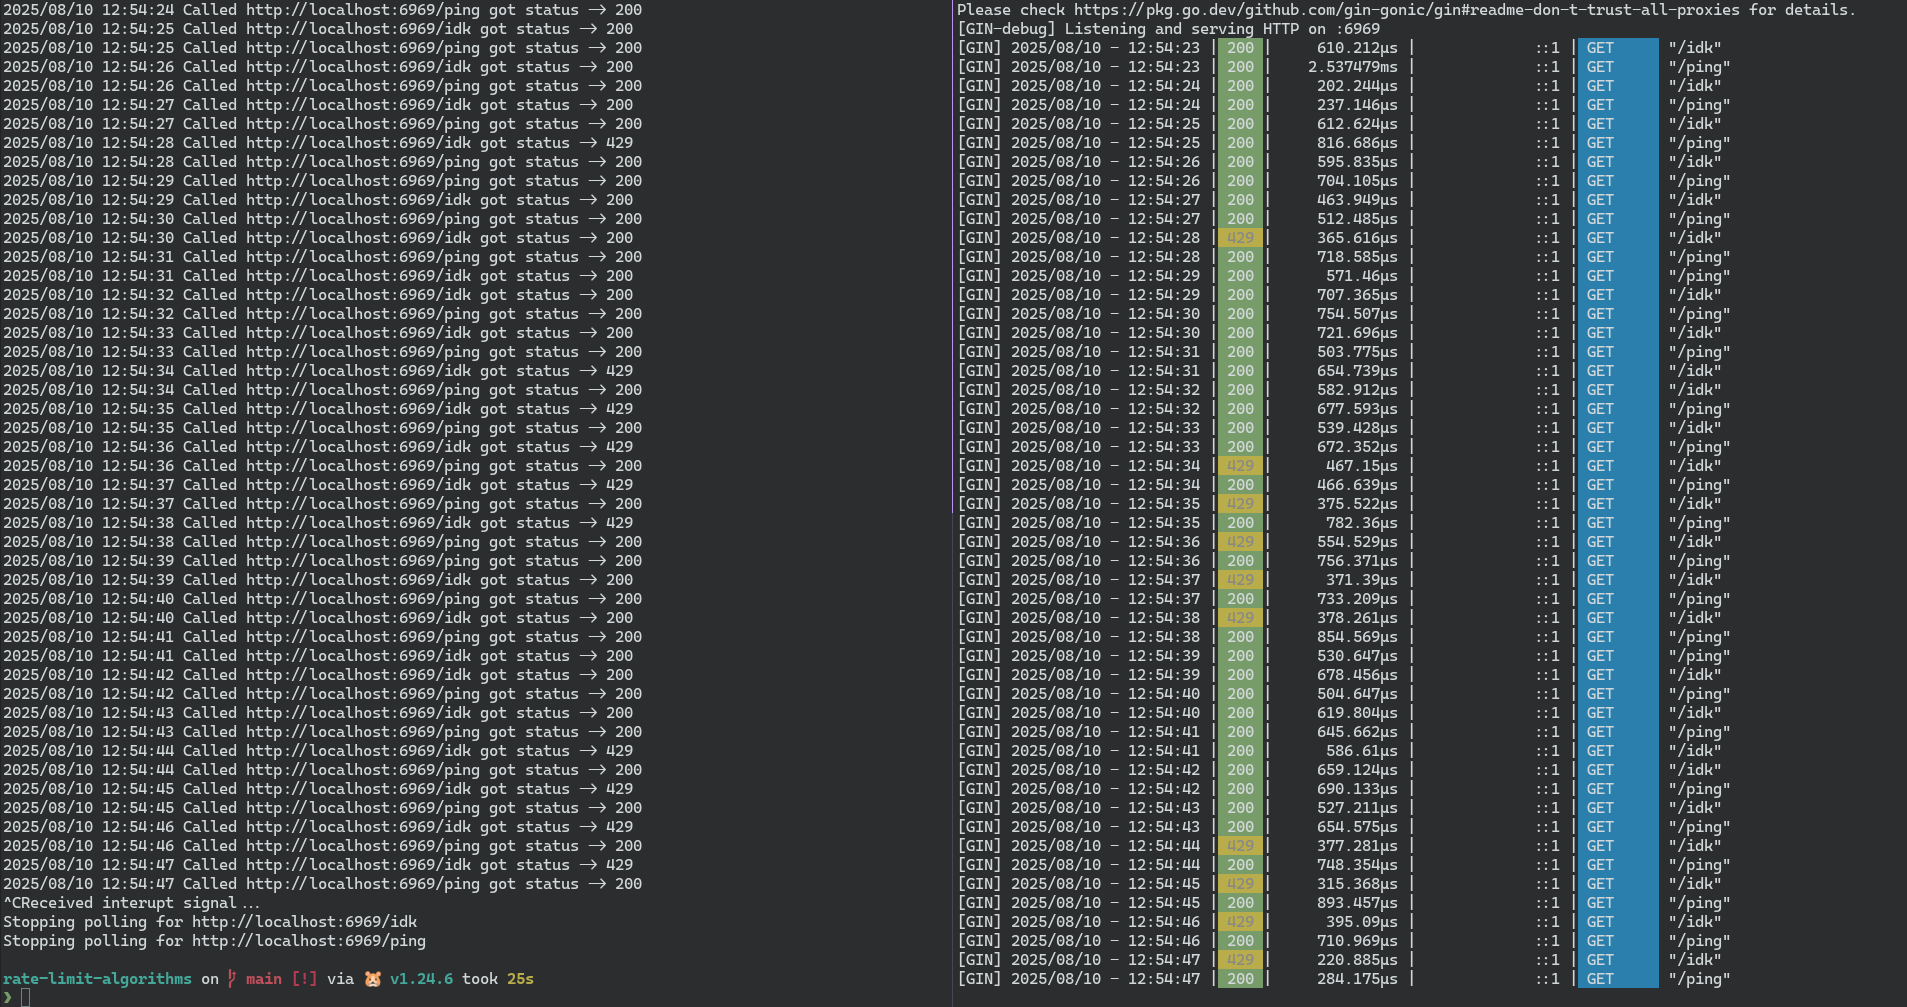 2025/08/10 12:54:24 Called http://localhost:6969/ping got status -> 200
2025/08/10 12:54:25 Called http://localhost:6969/idk got status -> 200
2025/08/10 12:54:25 Called http://localhost:6969/ping got status -> 200
2025/08/10 12:54:26 Called http://localhost:6969/idk got status -> 200
2025/08/10 12:54:26 Called http://localhost:6969/ping got status -> 200
2025/08/10 12:54:27 Called http://localhost:6969/idk got status -> 200
2025/08/10 12:54:27 Called http://localhost:6969/ping got status -> 200
2025/08/10 12:54:28 Called http://localhost:6969/idk got status -> 429
2025/08/10 12:54:28 Called http://localhost:6969/ping got status -> 200
2025/08/10 12:54:29 Called http://localhost:6969/ping got status -> 200
2025/08/10 12:54:29 Called http://localhost:6969/idk got status -> 200
2025/08/10 12:54:30 Called http://localhost:6969/ping got status -> 200
2025/08/10 12:54:30 Called http://localhost:6969/idk got status -> 200
2025/08/10 12:54:31 Called http://localhost:6969/ping got status -> 200
2025/08/10 12:54:31 Called http://localhost:6969/idk got status -> 200
2025/08/10 12:54:32 Called http://localhost:6969/idk got status -> 200
2025/08/10 12:54:32 Called http://localhost:6969/ping got status -> 200
2025/08/10 12:54:33 Called http://localhost:6969/idk got status -> 200
2025/08/10 12:54:33 Called http://localhost:6969/ping got status -> 200
2025/08/10 12:54:34 Called http://localhost:6969/idk got status -> 429
2025/08/10 12:54:34 Called http://localhost:6969/ping got status -> 200
2025/08/10 12:54:35 Called http://localhost:6969/idk got status -> 429
2025/08/10 12:54:35 Called http://localhost:6969/ping got status -> 200
2025/08/10 12:54:36 Called http://localhost:6969/idk got status -> 429
2025/08/10 12:54:36 Called http://localhost:6969/ping got status -> 200
2025/08/10 12:54:37 Called http://localhost:6969/idk got status -> 429
2025/08/10 12:54:37 Called http://localhost:6969/ping got status -> 200
2025/08/10 12:54:38 Called http://localhost:6969/idk got status -> 429
2025/08/10 12:54:38 Called http://localhost:6969/ping got status -> 200
2025/08/10 12:54:39 Called http://localhost:6969/ping got status -> 200
2025/08/10 12:54:39 Called http://localhost:6969/idk got status -> 200
2025/08/10 12:54:40 Called http://localhost:6969/ping got status -> 200
2025/08/10 12:54:40 Called http://localhost:6969/idk got status -> 200
2025/08/10 12:54:41 Called http://localhost:6969/ping got status -> 200
2025/08/10 12:54:41 Called http://localhost:6969/idk got status -> 200
2025/08/10 12:54:42 Called http://localhost:6969/idk got status -> 200
2025/08/10 12:54:42 Called http://localhost:6969/ping got status -> 200
2025/08/10 12:54:43 Called http://localhost:6969/idk got status -> 200
2025/08/10 12:54:43 Called http://localhost:6969/ping got status -> 200
2025/08/10 12:54:44 Called http://localhost:6969/idk got status -> 429
2025/08/10 12:54:44 Called http://localhost:6969/ping got status -> 200
2025/08/10 12:54:45 Called http://localhost:6969/idk got status -> 429
2025/08/10 12:54:45 Called http://localhost:6969/ping got status -> 200
2025/08/10 12:54:46 Called http://localhost:6969/idk got status -> 429
2025/08/10 12:54:46 Called http://localhost:6969/ping got status -> 200
2025/08/10 12:54:47 Called http://localhost:6969/idk got status -> 429
2025/08/10 12:54:47 Called http://localhost:6969/ping got status -> 200
^CReceived interupt signal...
Stopping polling for http://localhost:6969/idk
Stopping polling for http://localhost:6969/ping
rate-limit-algorithms on main [!] via 🐹 v1.24.6 took 25s
❯
Please check https://pkg.go.dev/github.com/gin-gonic/gin#readme-don-t-trust-all-proxies for details.
[GIN-debug] Listening and serving HTTP on :6969
[GIN] 2025/08/10 - 12:54:23 | 200 | 610.212µs | ::1 | GET "/idk"
[GIN] 2025/08/10 - 12:54:23 | 200 | 2.537479ms | ::1 | GET "/ping"
[GIN] 2025/08/10 - 12:54:24 | 200 | 202.244µs | ::1 | GET "/idk"
[GIN] 2025/08/10 - 12:54:24 | 200 | 237.146µs | ::1 | GET "/ping"
[GIN] 2025/08/10 - 12:54:25 | 200 | 612.624µs | ::1 | GET "/idk"
[GIN] 2025/08/10 - 12:54:25 | 200 | 816.686µs | ::1 | GET "/ping"
[GIN] 2025/08/10 - 12:54:26 | 200 | 595.835µs | ::1 | GET "/idk"
[GIN] 2025/08/10 - 12:54:26 | 200 | 704.105µs | ::1 | GET "/ping"
[GIN] 2025/08/10 - 12:54:27 | 200 | 463.949µs | ::1 | GET "/idk"
[GIN] 2025/08/10 - 12:54:27 | 200 | 512.485µs | ::1 | GET "/ping"
[GIN] 2025/08/10 - 12:54:28 | 429 | 365.616µs | ::1 | GET "/idk"
[GIN] 2025/08/10 - 12:54:28 | 200 | 718.585µs | ::1 | GET "/ping"
[GIN] 2025/08/10 - 12:54:29 | 200 | 571.46µs | ::1 | GET "/ping"
[GIN] 2025/08/10 - 12:54:29 | 200 | 707.365µs | ::1 | GET "/idk"
[GIN] 2025/08/10 - 12:54:30 | 200 | 754.507µs | ::1 | GET "/ping"
[GIN] 2025/08/10 - 12:54:30 | 200 | 721.696µs | ::1 | GET "/idk"
[GIN] 2025/08/10 - 12:54:31 | 200 | 503.775µs | ::1 | GET "/ping"
[GIN] 2025/08/10 - 12:54:31 | 200 | 654.739µs | ::1 | GET "/idk"
[GIN] 2025/08/10 - 12:54:32 | 200 | 582.912µs | ::1 | GET "/idk"
[GIN] 2025/08/10 - 12:54:32 | 200 | 677.593µs | ::1 | GET "/ping"
[GIN] 2025/08/10 - 12:54:33 | 200 | 539.428µs | ::1 | GET "/idk"
[GIN] 2025/08/10 - 12:54:33 | 200 | 672.352µs | ::1 | GET "/ping"
[GIN] 2025/08/10 - 12:54:34 | 429 | 467.15µs | ::1 | GET "/idk"
[GIN] 2025/08/10 - 12:54:34 | 200 | 466.639µs | ::1 | GET "/ping"
[GIN] 2025/08/10 - 12:54:35 | 429 | 375.522µs | ::1 | GET "/idk"
[GIN] 2025/08/10 - 12:54:35 | 200 | 782.36µs | ::1 | GET "/ping"
[GIN] 2025/08/10 - 12:54:36 | 429 | 554.529µs | ::1 | GET "/idk"
[GIN] 2025/08/10 - 12:54:36 | 200 | 756.371µs | ::1 | GET "/ping"
[GIN] 2025/08/10 - 12:54:37 | 429 | 371.39µs | ::1 | GET "/idk"
[GIN] 2025/08/10 - 12:54:37 | 200 | 733.209µs | ::1 | GET "/ping"
[GIN] 2025/08/10 - 12:54:38 | 429 | 378.261µs | ::1 | GET "/idk"
[GIN] 2025/08/10 - 12:54:38 | 200 | 854.569µs | ::1 | GET "/ping"
[GIN] 2025/08/10 - 12:54:39 | 200 | 530.647µs | ::1 | GET "/ping"
[GIN] 2025/08/10 - 12:54:39 | 200 | 678.456µs | ::1 | GET "/idk"
[GIN] 2025/08/10 - 12:54:40 | 200 | 504.647µs | ::1 | GET "/ping"
[GIN] 2025/08/10 - 12:54:40 | 200 | 619.804µs | ::1 | GET "/idk"
[GIN] 2025/08/10 - 12:54:41 | 200 | 645.662µs | ::1 | GET "/ping"
[GIN] 2025/08/10 - 12:54:41 | 200 | 586.61µs | ::1 | GET "/idk"
[GIN] 2025/08/10 - 12:54:42 | 200 | 659.124µs | ::1 | GET "/idk"
[GIN] 2025/08/10 - 12:54:42 | 200 | 690.133µs | ::1 | GET "/ping"
[GIN] 2025/08/10 - 12:54:43 | 200 | 527.211µs | ::1 | GET "/idk"
[GIN] 2025/08/10 - 12:54:43 | 200 | 654.575µs | ::1 | GET "/ping"
[GIN] 2025/08/10 - 12:54:44 | 429 | 377.281µs | ::1 | GET "/idk"
[GIN] 2025/08/10 - 12:54:44 | 200 | 748.354µs | ::1 | GET "/ping"
[GIN] 2025/08/10 - 12:54:45 | 429 | 315.368µs | ::1 | GET "/idk"
[GIN] 2025/08/10 - 12:54:45 | 200 | 893.457µs | ::1 | GET "/ping"
[GIN] 2025/08/10 - 12:54:46 | 429 | 395.09µs | ::1 | GET "/idk"
[GIN] 2025/08/10 - 12:54:46 | 200 | 710.969µs | ::1 | GET "/ping"
[GIN] 2025/08/10 - 12:54:47 | 429 | 220.885µs | ::1 | GET "/idk"
[GIN] 2025/08/10 - 12:54:47 | 200 | 284.175µs | ::1 | GET "/ping"